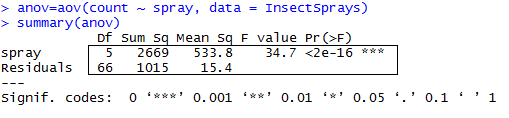 > anov=aov(count ~ spray, data = InsectSprays)
> summary(anov)
Df Sum Sq Mean Sq F value Pr(>F)
spray 5 2669 533.8 34.7 <2e-16 ***
Residuals 66 1015 15.4
---
Signif. codes: 0 ‘***’ 0.001 ‘**’ 0.01 ‘*’ 0.05 ‘.’ 0.1 ‘ ’ 1